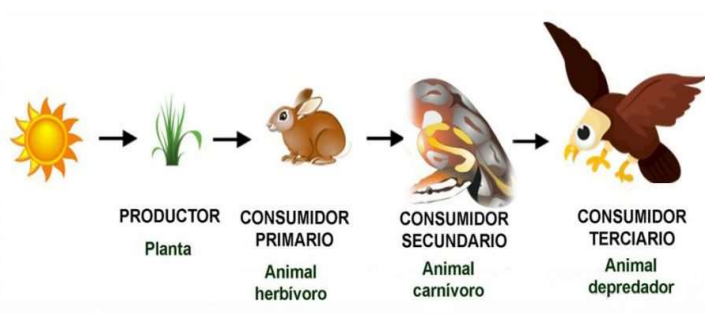 PRODUCTOR
Planta
CONSUMIDOR
PRIMARIO
Animal
herbívoro
CONSUMIDOR
SECUNDARIO
Animal
carnívoro
CONSUMIDOR
TERCIARIO
Animal
depredador